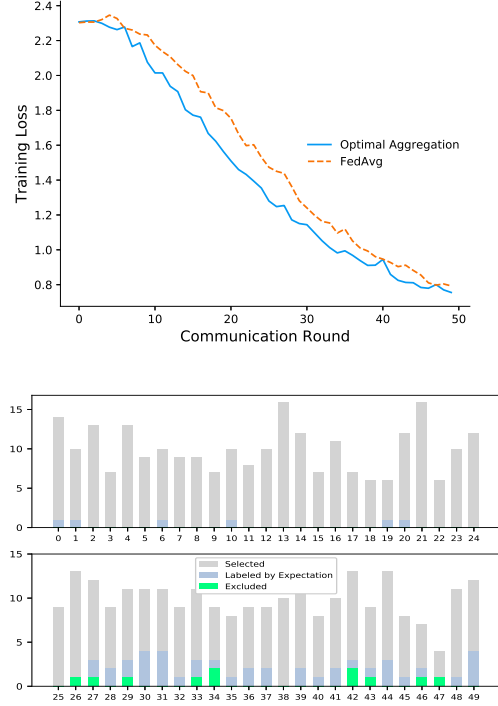 2.4
2.2
2.0
1.8
1.6
1.4
1.2
1.0
0.8
Training Loss
Optimal Aggregation
FedAvg
0 10 20 30 40 50
Communication Round
15
10
5
0
0 1 2 3 4 5 6 7 8 9 10 11 12 13 14 15 16 17 18 19 20 21 22 23 24
15
10
5
0
Selected
Labeled by Expectation
Excluded
25 26 27 28 29 30 31 32 33 34 35 36 37 38 39 40 41 42 43 44 45 46 47 48 49